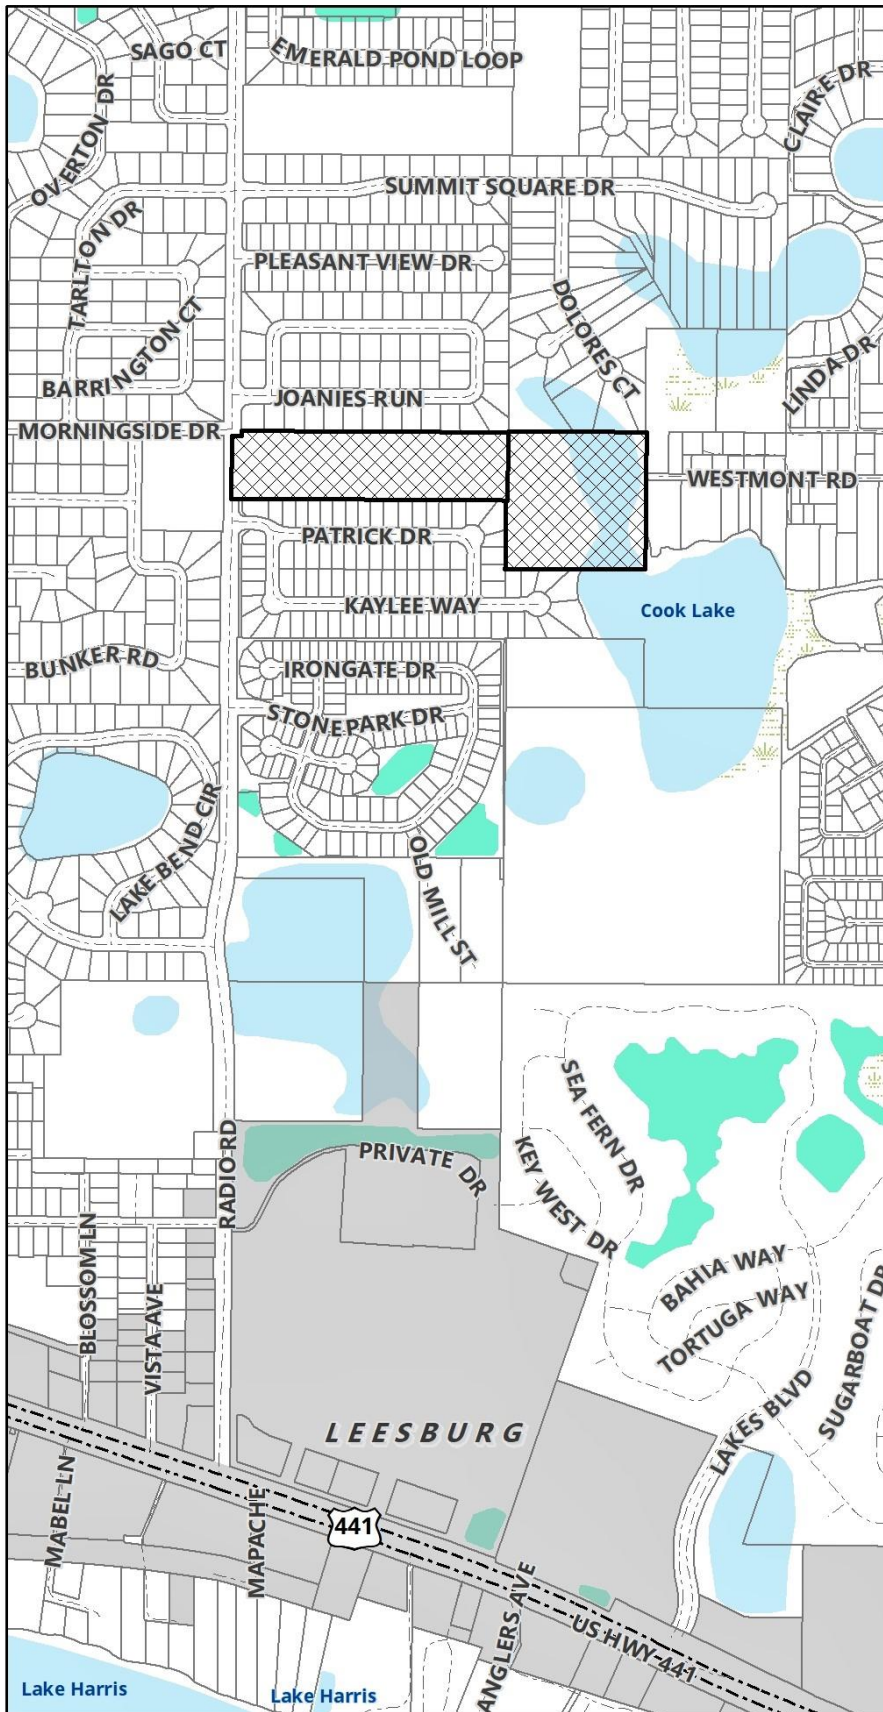 SAGO CT
EMERALD POND LOOP
CLAIRE DR
OVERTON DR
SUMMIT SQUARE DR
TARLTON DR
PLEASANT VIEW DR
DOLORES CT
BARRINGTON CT
LINDA DR
JOANIES RUN
MORNINGSIDE DR
WESTMONT RD
PATRICK DR
KAYLEE WAY
Cook Lake
BUNKER RD
IRONGATE DR
STONEPARK DR
LAKE BEND CIR
OLD MILL ST
SEA FERN DR
RADIO RD
PRIVATE DR
KEY WEST DR
BLOSSOM LN
VISTA AVE
BAHIA WAY
TORTUGA WAY
SUGARBOAT DR
LAKES BLVD
LEESBURG
MABEL LN
MAPACHE
441
ANGLERS AVE
US HWY 441
Lake Harris
Lake Harris